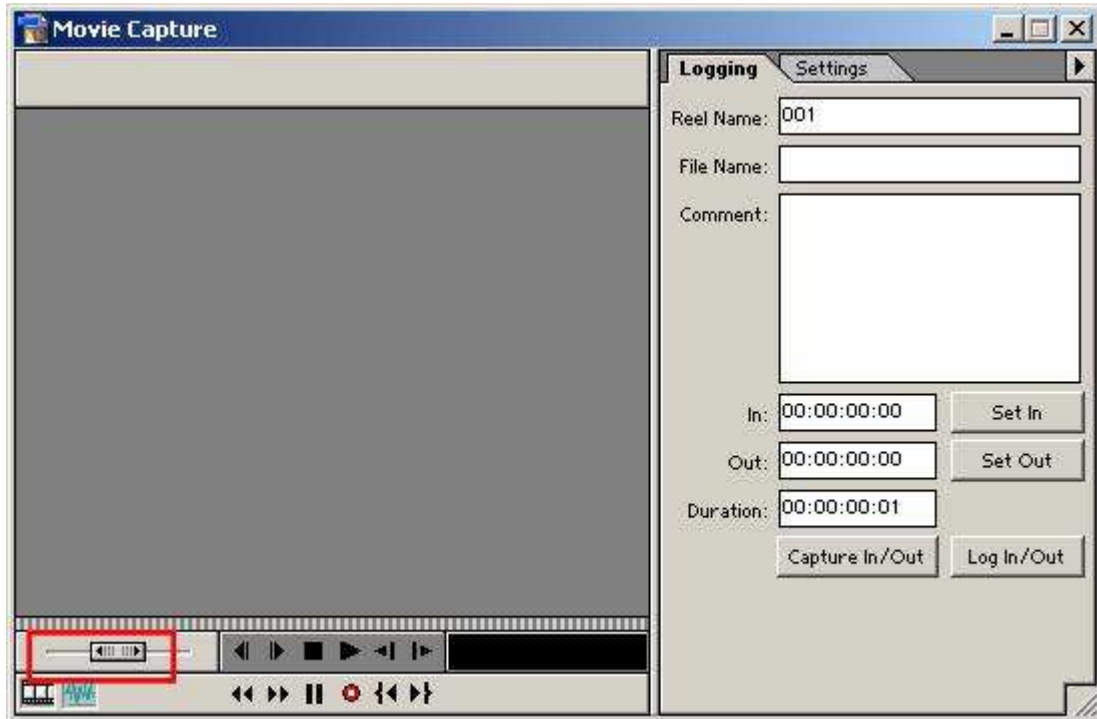 Movie Capture
Logging Settings
Reel Name: 001
File Name:
Comment:
In: 00:00:00:00 Set In
Out: 00:00:00:00 Set Out
Duration: 00:00:00:01
Capture In/Out Log In/Out